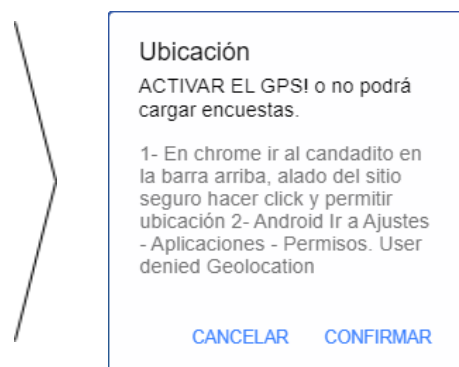 Ubicación
ACTIVAR EL GPS! o no podrá
cargar encuestas.
1- En chrome ir al candadito en
la barra arriba, alado del sitio
seguro hacer click y permitir
ubicación 2- Android Ir a Ajustes
- Aplicaciones - Permisos. User
denied Geolocation
CANCELAR CONFIRMAR